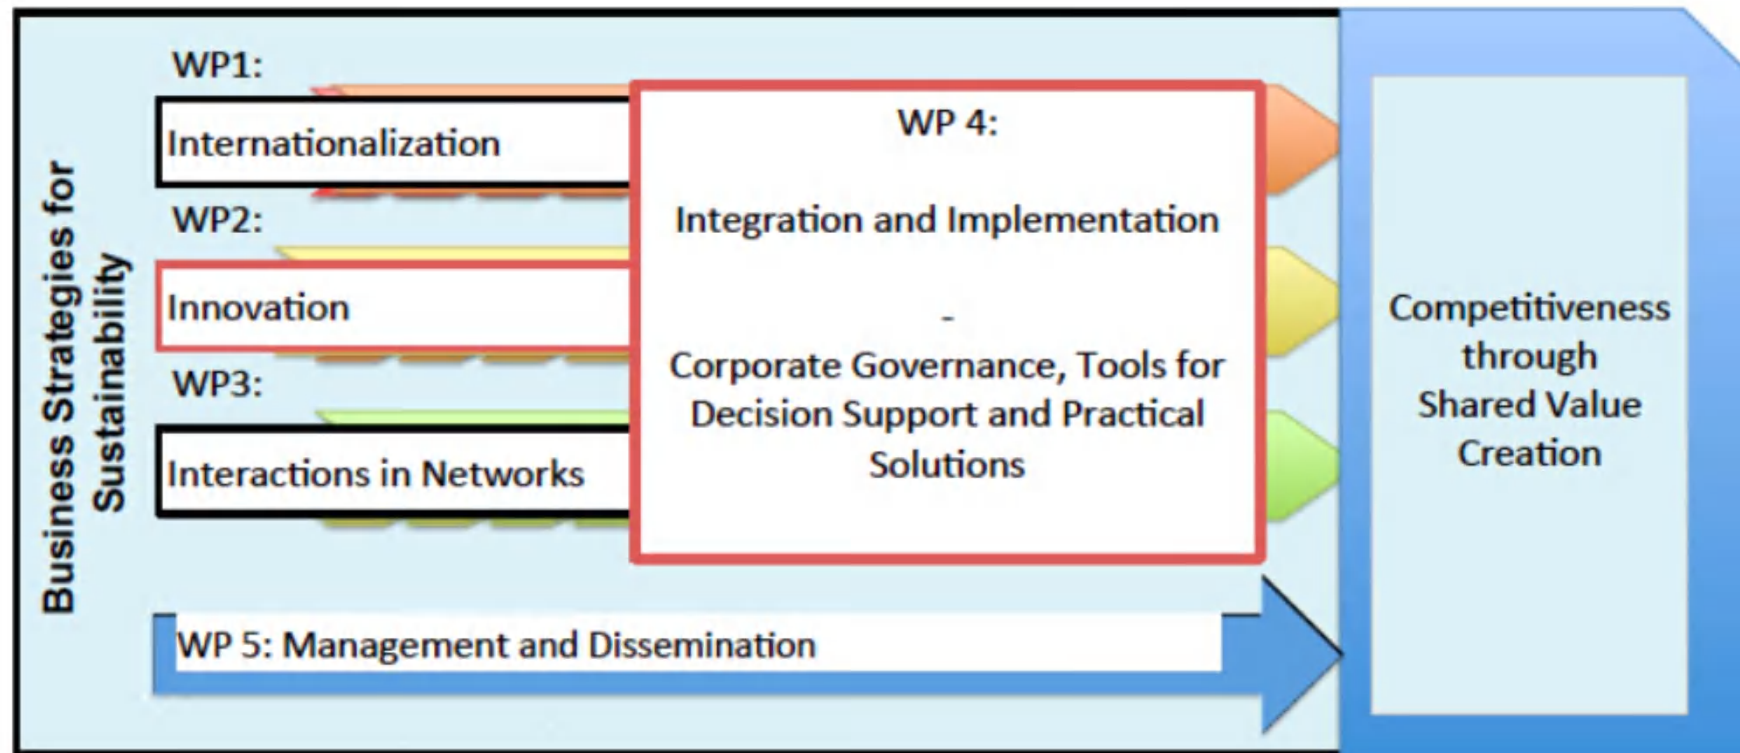 Business Strategies for
Sustainability
WP1:
Internationalization
WP2:
Innovation
WP3:
Interactions in Networks
WP 4:
Integration and Implementation
-
Corporate Governance, Tools for
Decision Support and Practical
Solutions
WP 5: Management and Dissemination
Competitiveness
through
Shared Value
Creation